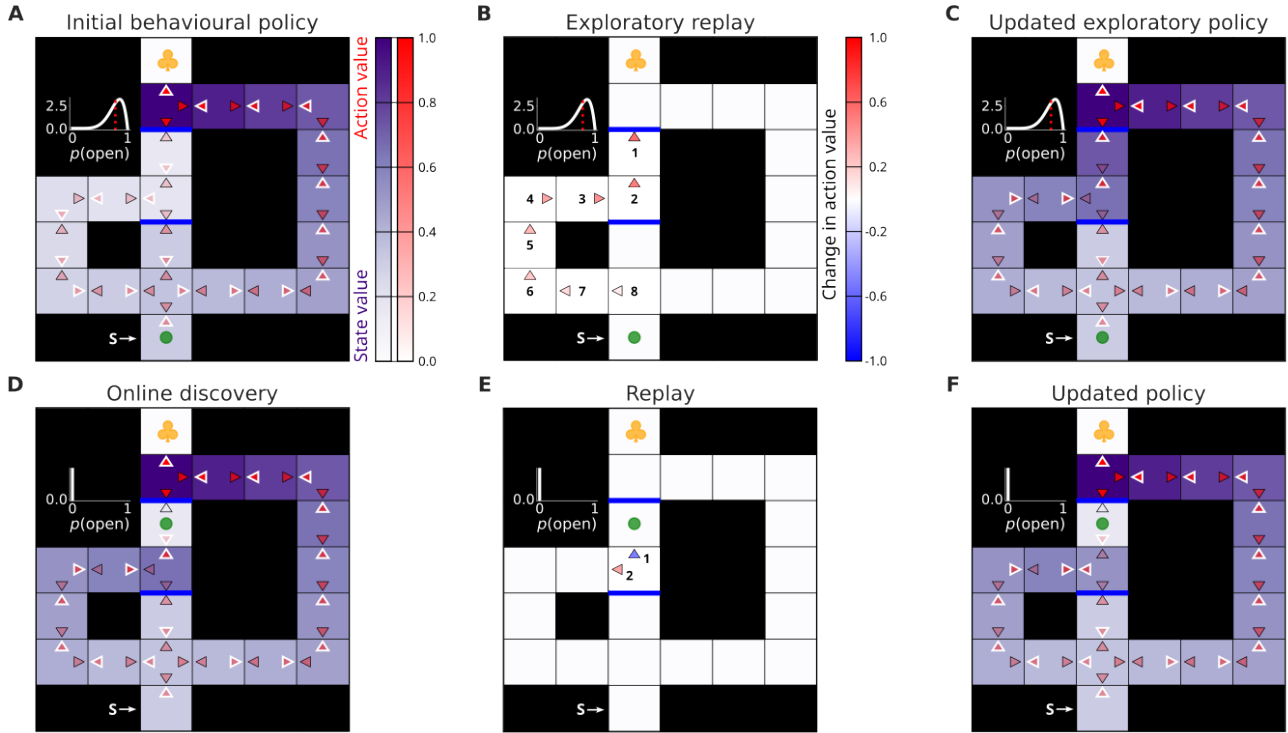 A Initial behavioural policy
2.5
0.0
0 1
p(open)
S→
State value Action value
1.0
0.8
0.6
0.4
0.2
0.0
B Exploratory replay
2.5
0.0
0 1
p(open)
1
2
4 3
5
6 7 8
S→
Change in action value
1.0
0.6
0.2
-0.2
-0.6
-1.0
C Updated exploratory policy
2.5
0.0
0 1
p(open)
S→
D Online discovery
0.0
0 1
p(open)
S→
E Replay
0.0
0 1
p(open)
1
2
S→
F Updated policy
0.0
0 1
p(open)
S→